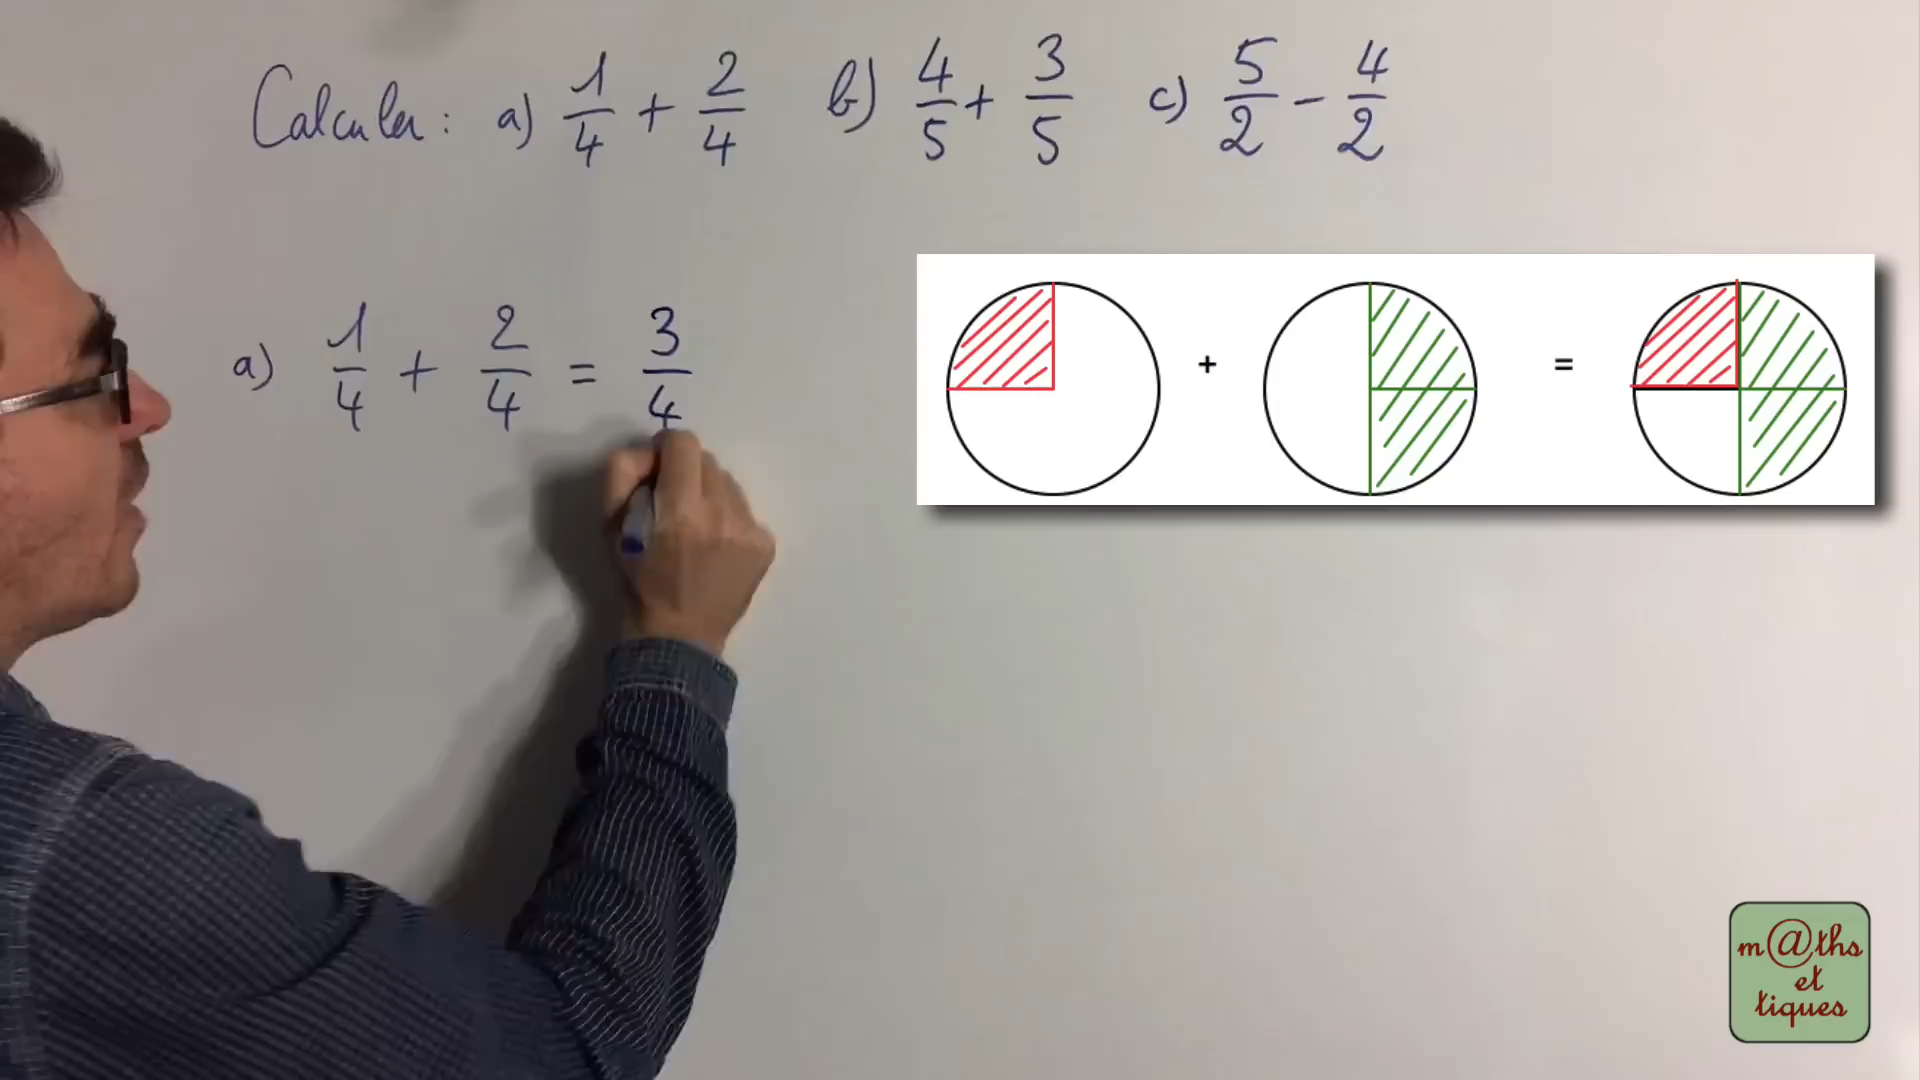 Calculer : a) 1/4 + 2/4 b) 4/5 + 3/5 c) 5/2 - 4/2
a) 1/4 + 2/4 = 3/4
+ =
m@ths
et
tiques